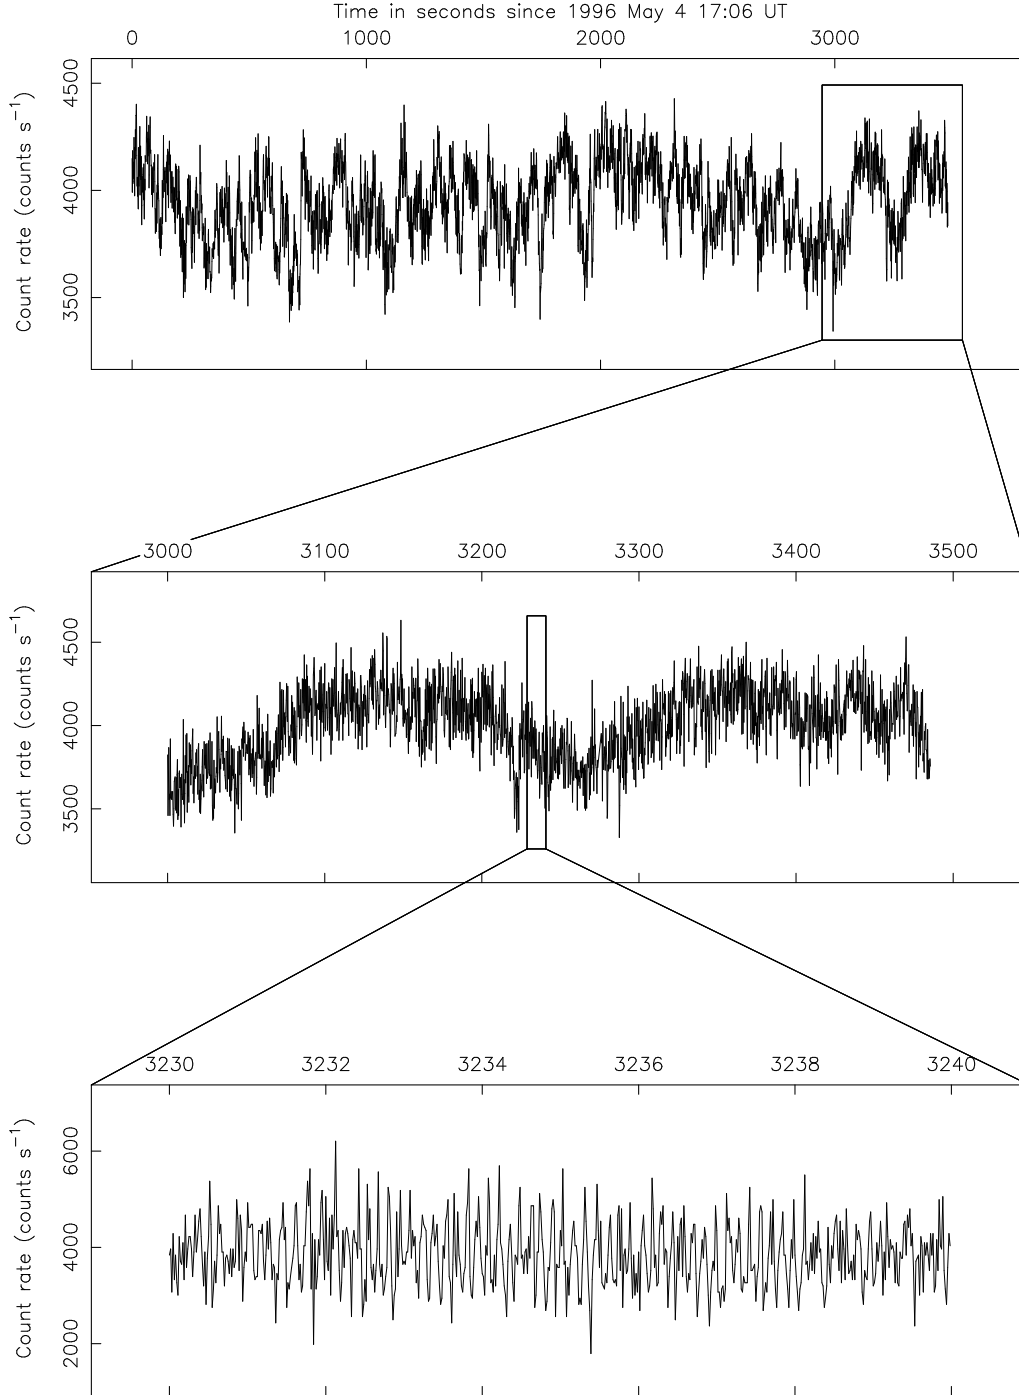 Time in seconds since 1996 May 4 17:06 UT
0 1000 2000 3000
Count rate (counts s⁻¹)
4500
4000
3500
3000 3100 3200 3300 3400 3500
Count rate (counts s⁻¹)
4500
4000
3500
3230 3232 3234 3236 3238 3240
Count rate (counts s⁻¹)
6000
4000
2000